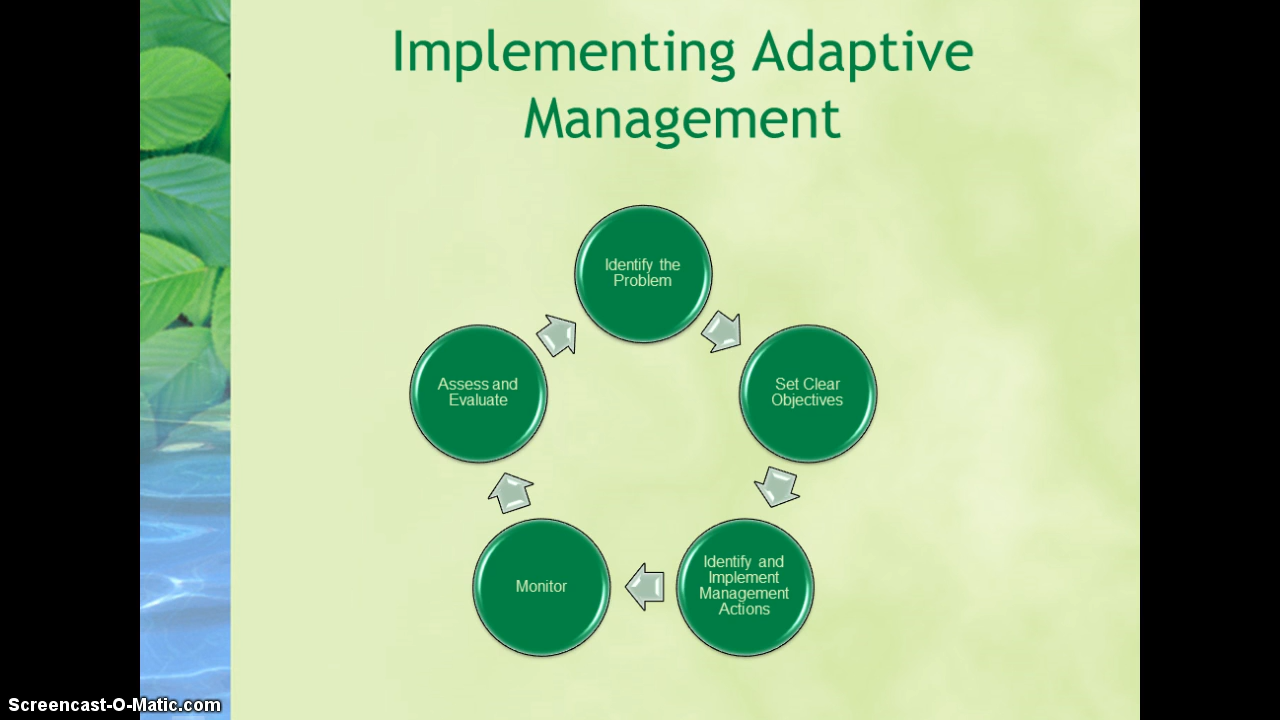 Implementing Adaptive
Management
Identify the
Problem
Set Clear
Objectives
Identify and
Implement
Management
Actions
Monitor
Assess and
Evaluate
Screencast-O-Matic.com